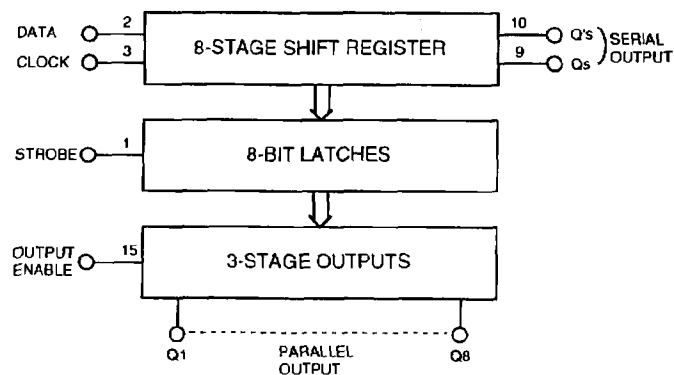 DATA
2
8-STAGE SHIFT REGISTER
10
Q's
SERIAL
OUTPUT
CLOCK
3
9
Qs
STROBE
1
8-BIT LATCHES
OUTPUT
ENABLE
15
3-STAGE OUTPUTS
Q1
PARALLEL
OUTPUT
Q8